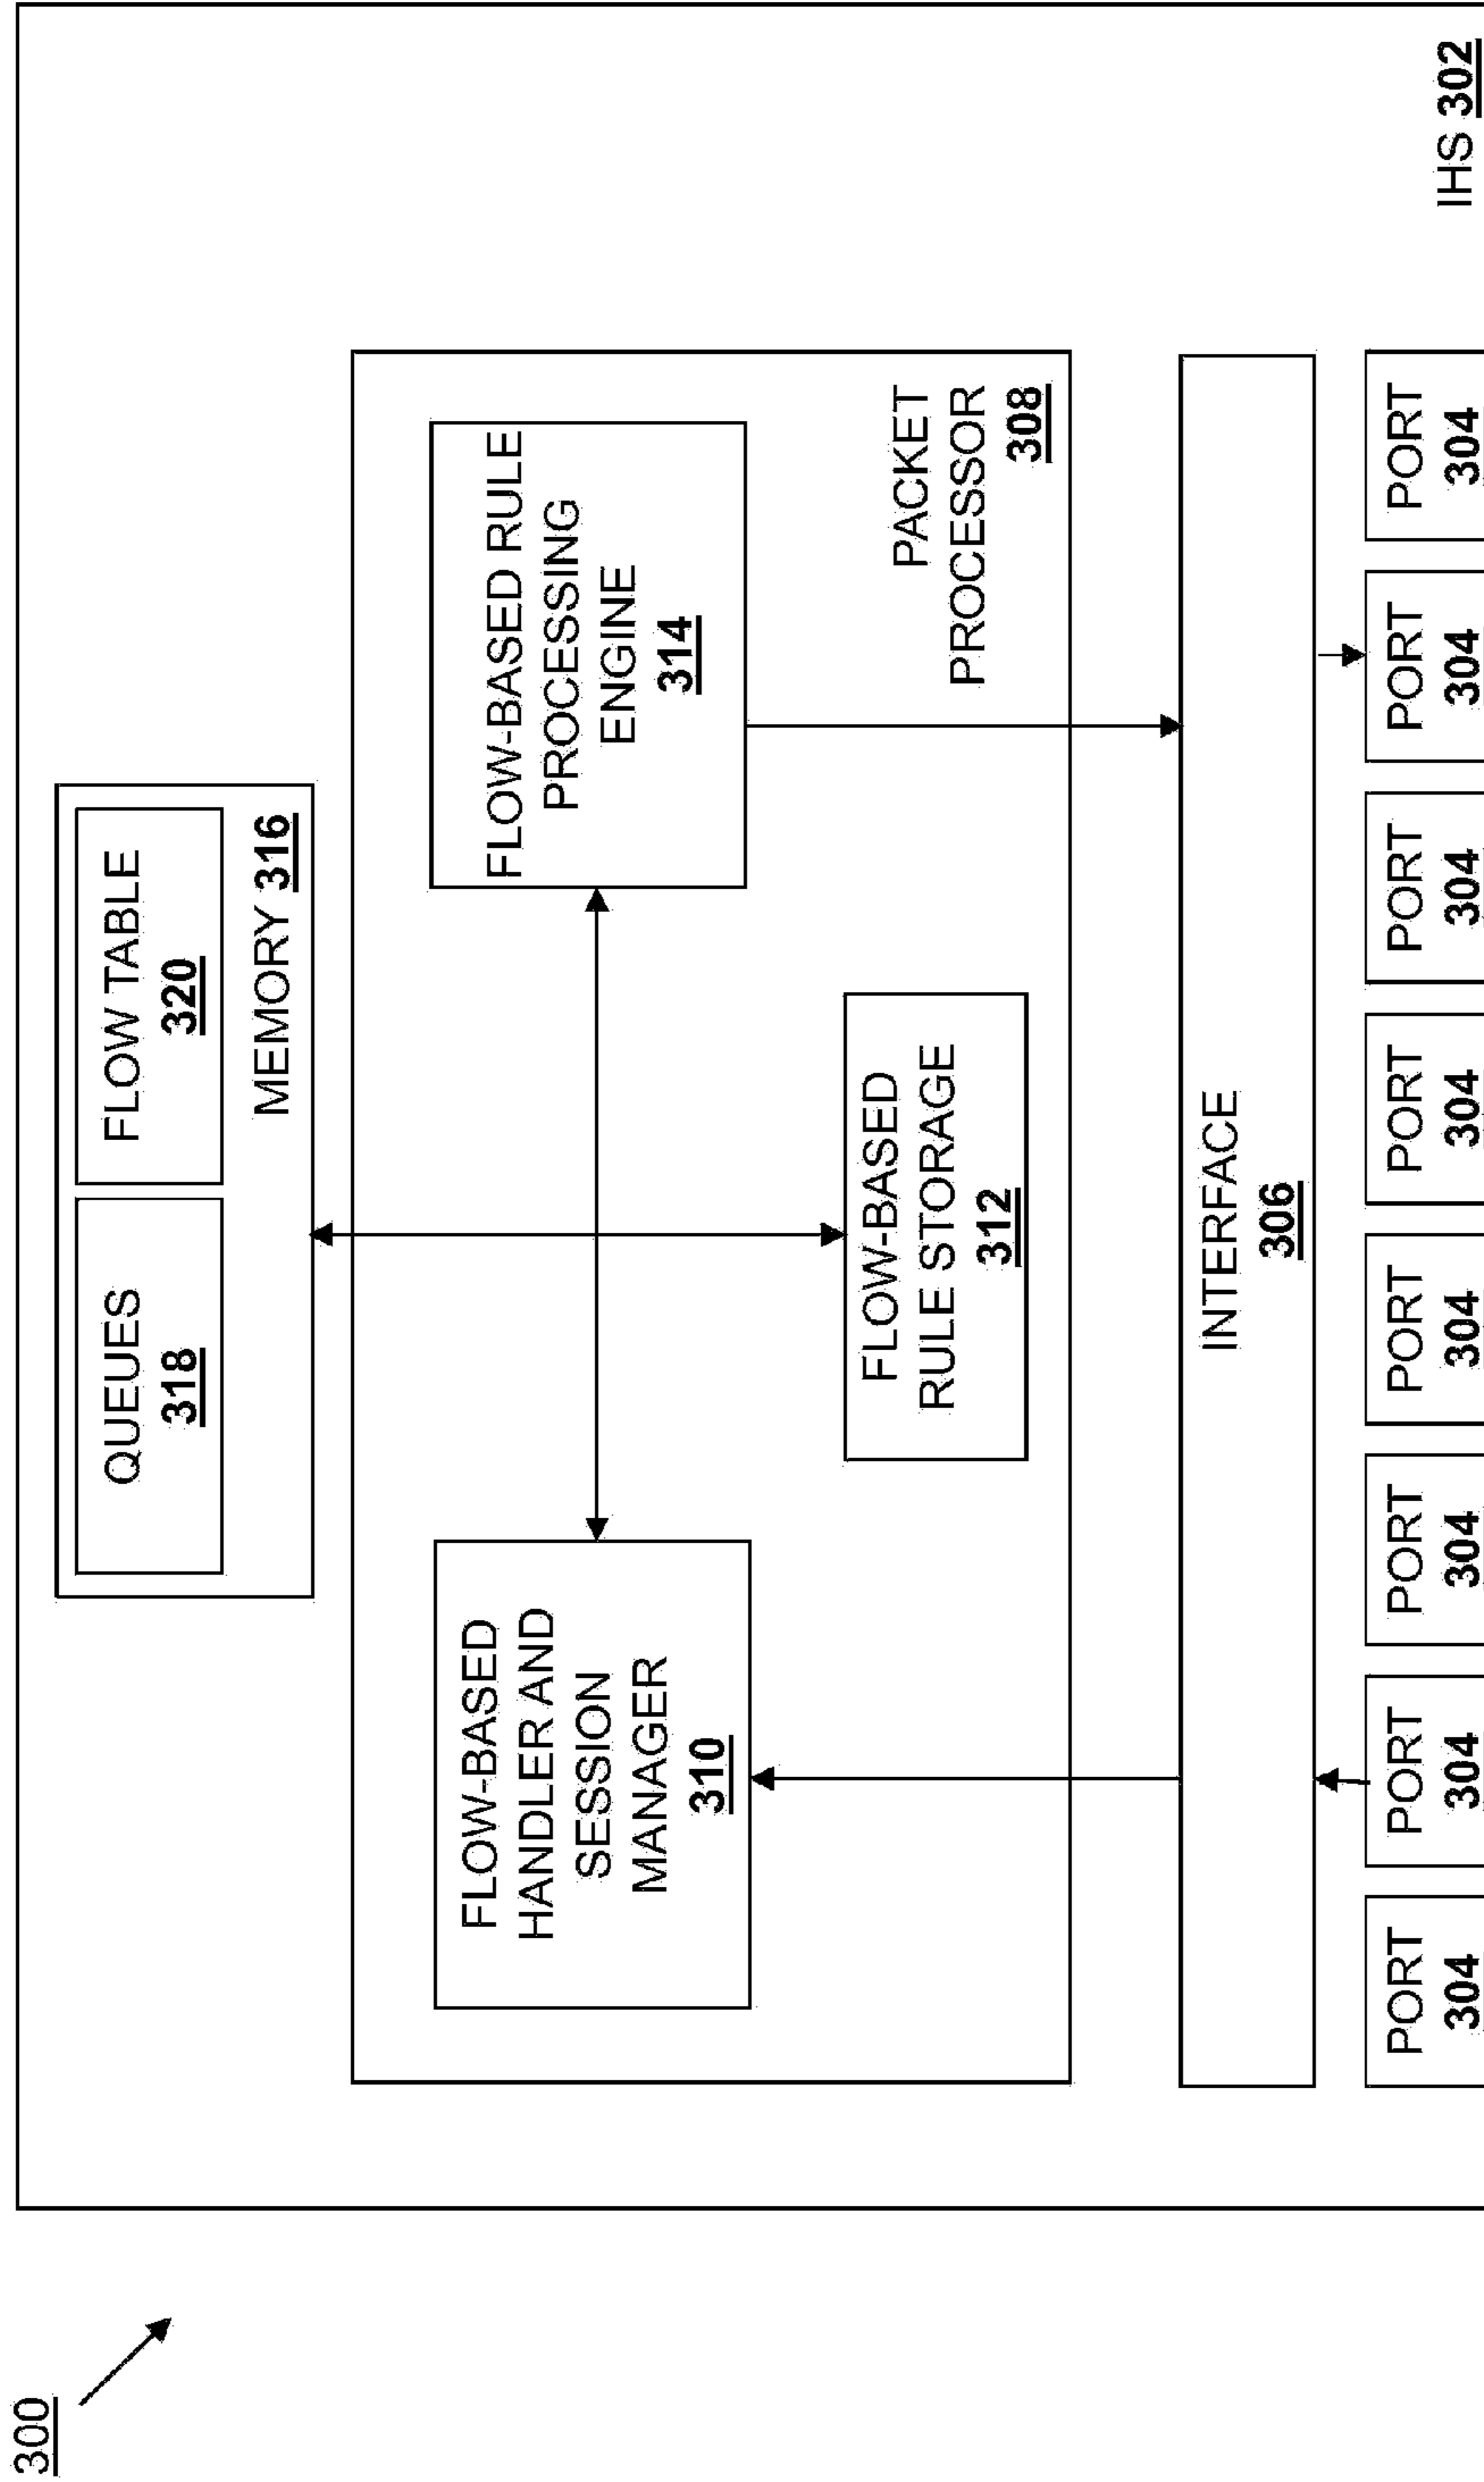 300
QUEUES
318
FLOW TABLE
320
MEMORY 316
FLOW-BASED
HANDLER AND
SESSION
MANAGER
310
FLOW-BASED RULE
PROCESSING
ENGINE
314
FLOW-BASED
RULE STORAGE
312
PACKET
PROCESSOR
308
INTERFACE
306
PORT
304
PORT
304
PORT
304
PORT
304
PORT
304
PORT
304
PORT
304
PORT
304
IHS 302